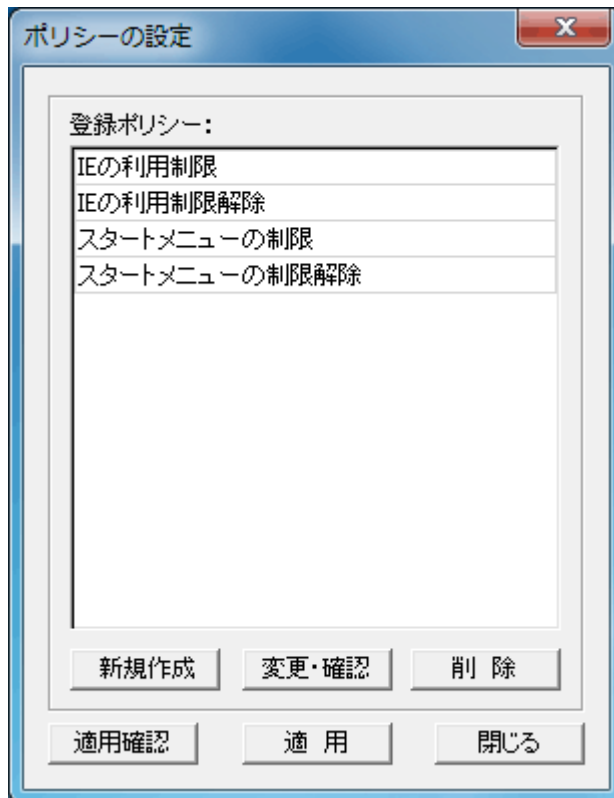 ポリシーの設定
登録ポリシー：
IEの利用制限
IEの利用制限解除
スタートメニューの制限
スタートメニューの制限解除
新規作成 変更・確認 削 除
適用確認 適 用 閉じる